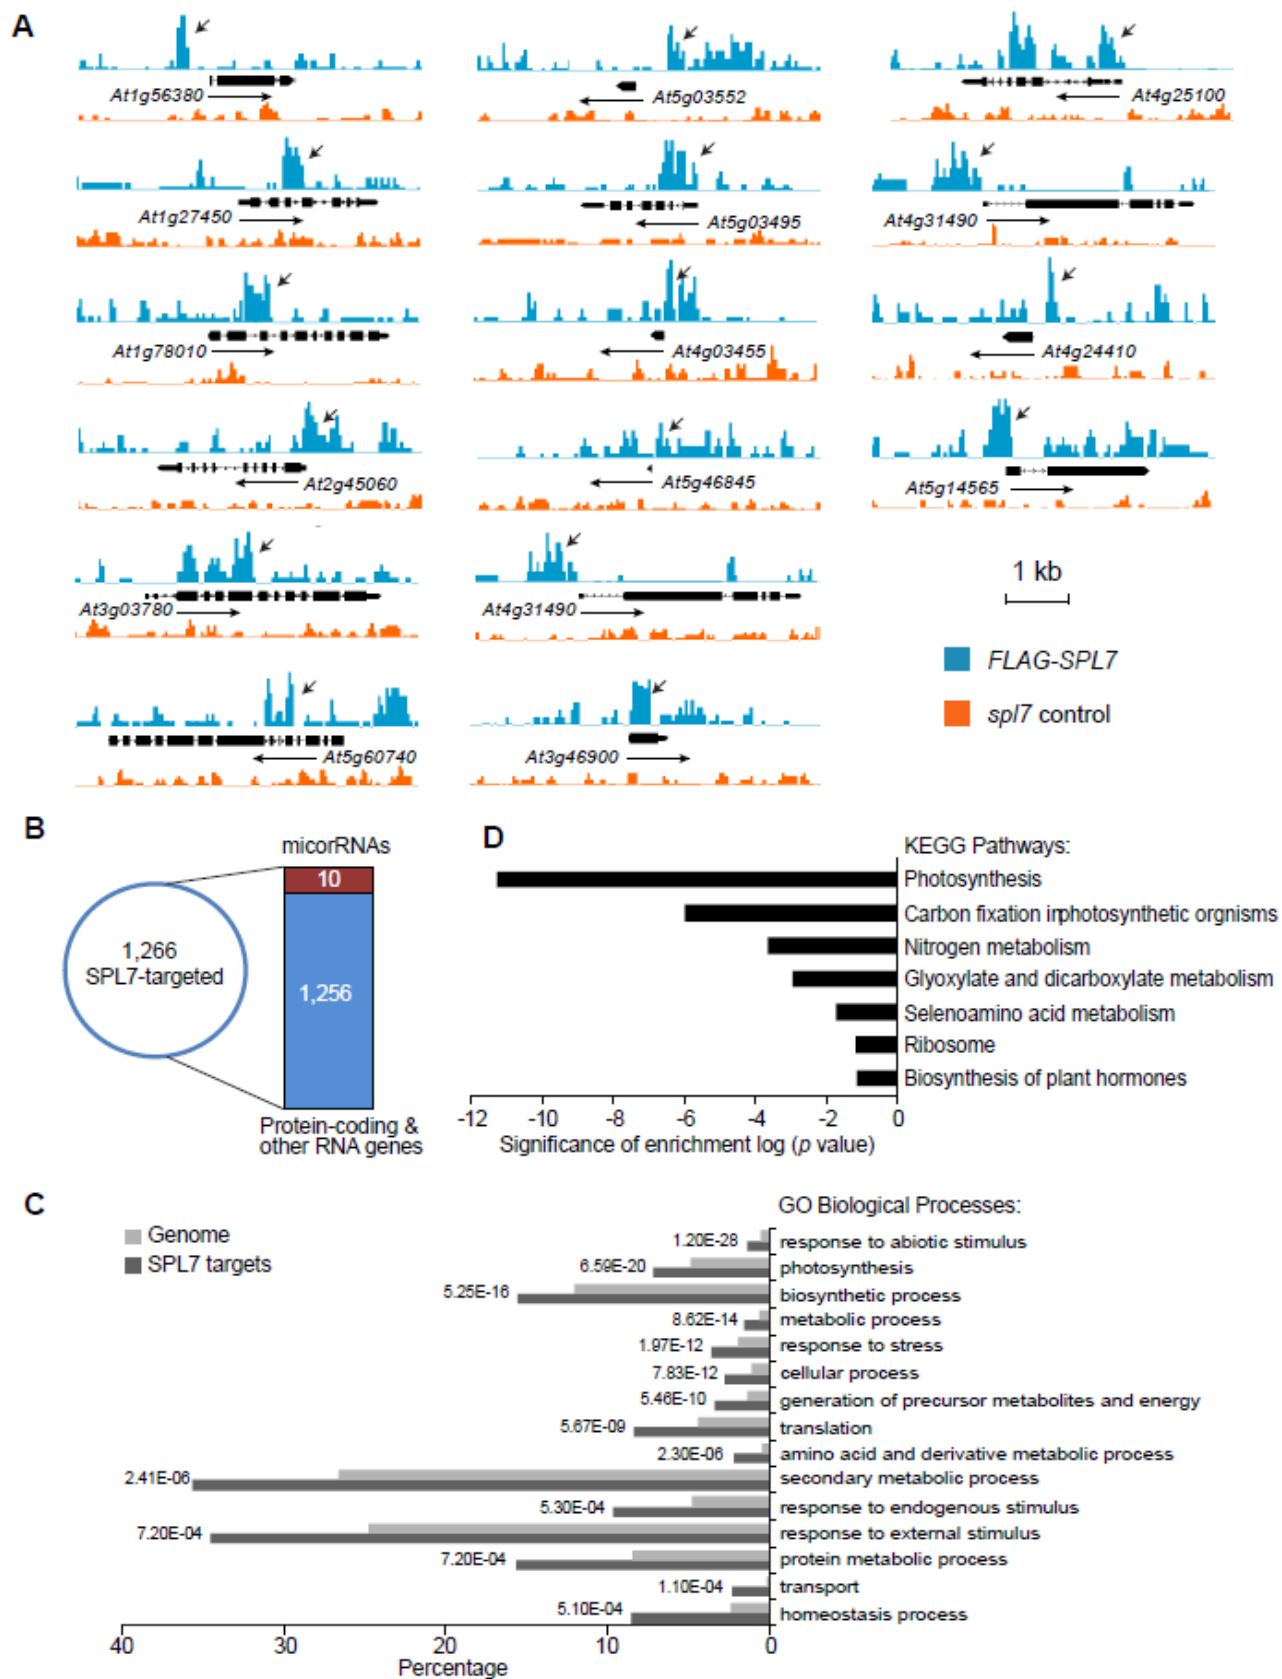 A
At1g56380
At5g03552
At4g25100
At1g27450
At5g03495
At4g31490
At1g78010
At4g03455
At4g24410
At2g45060
At5g46845
At5g14565
At3g03780
At4g31490
1 kb
FLAG-SPL7
spl7 control
At5g60740
At3g46900
B
micorRNAs
10
1,266
SPL7-targeted
1,256
Protein-coding &
other RNA genes
D
KEGG Pathways:
Photosynthesis
Carbon fixation inphotosynthetic orgnisms
Nitrogen metabolism
Glyoxylate and dicarboxylate metabolism
Selenoamino acid metabolism
Ribosome
Biosynthesis of plant hormones
-12 -10 -8 -6 -4 -2 0
Significance of enrichment log (p value)
C
Genome
SPL7 targets
GO Biological Processes:
1.20E-28 response to abiotic stimulus
6.59E-20 photosynthesis
5.25E-16 biosynthetic process
8.62E-14 metabolic process
1.97E-12 response to stress
7.83E-12 cellular process
5.46E-10 generation of precursor metabolites and energy
5.67E-09 translation
2.30E-06 amino acid and derivative metabolic process
2.41E-06 secondary metabolic process
5.30E-04 response to endogenous stimulus
7.20E-04 response to external stimulus
7.20E-04 protein metabolic process
1.10E-04 transport
5.10E-04 homeostasis process
40 30 20 10 0
Percentage